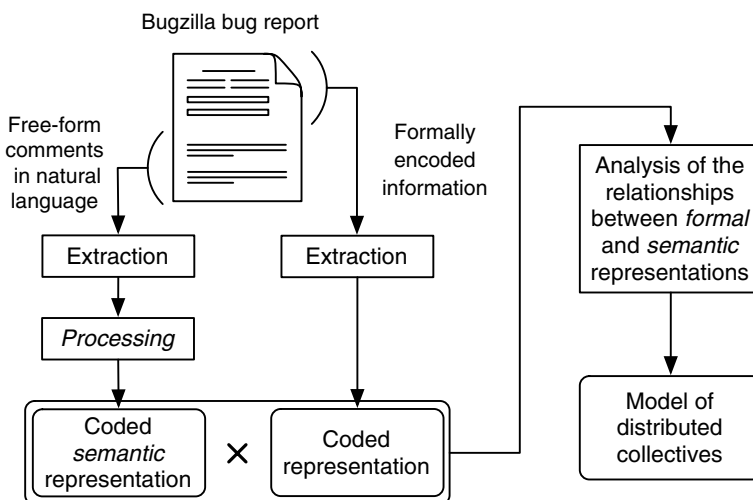 Bugzilla bug report
Free-form
comments
in natural
language
Formally
encoded
information
Extraction
Extraction
Processing
Coded
semantic
representation
×
Coded
representation
Analysis of the
relationships
between formal
and semantic
representations
Model of
distributed
collectives